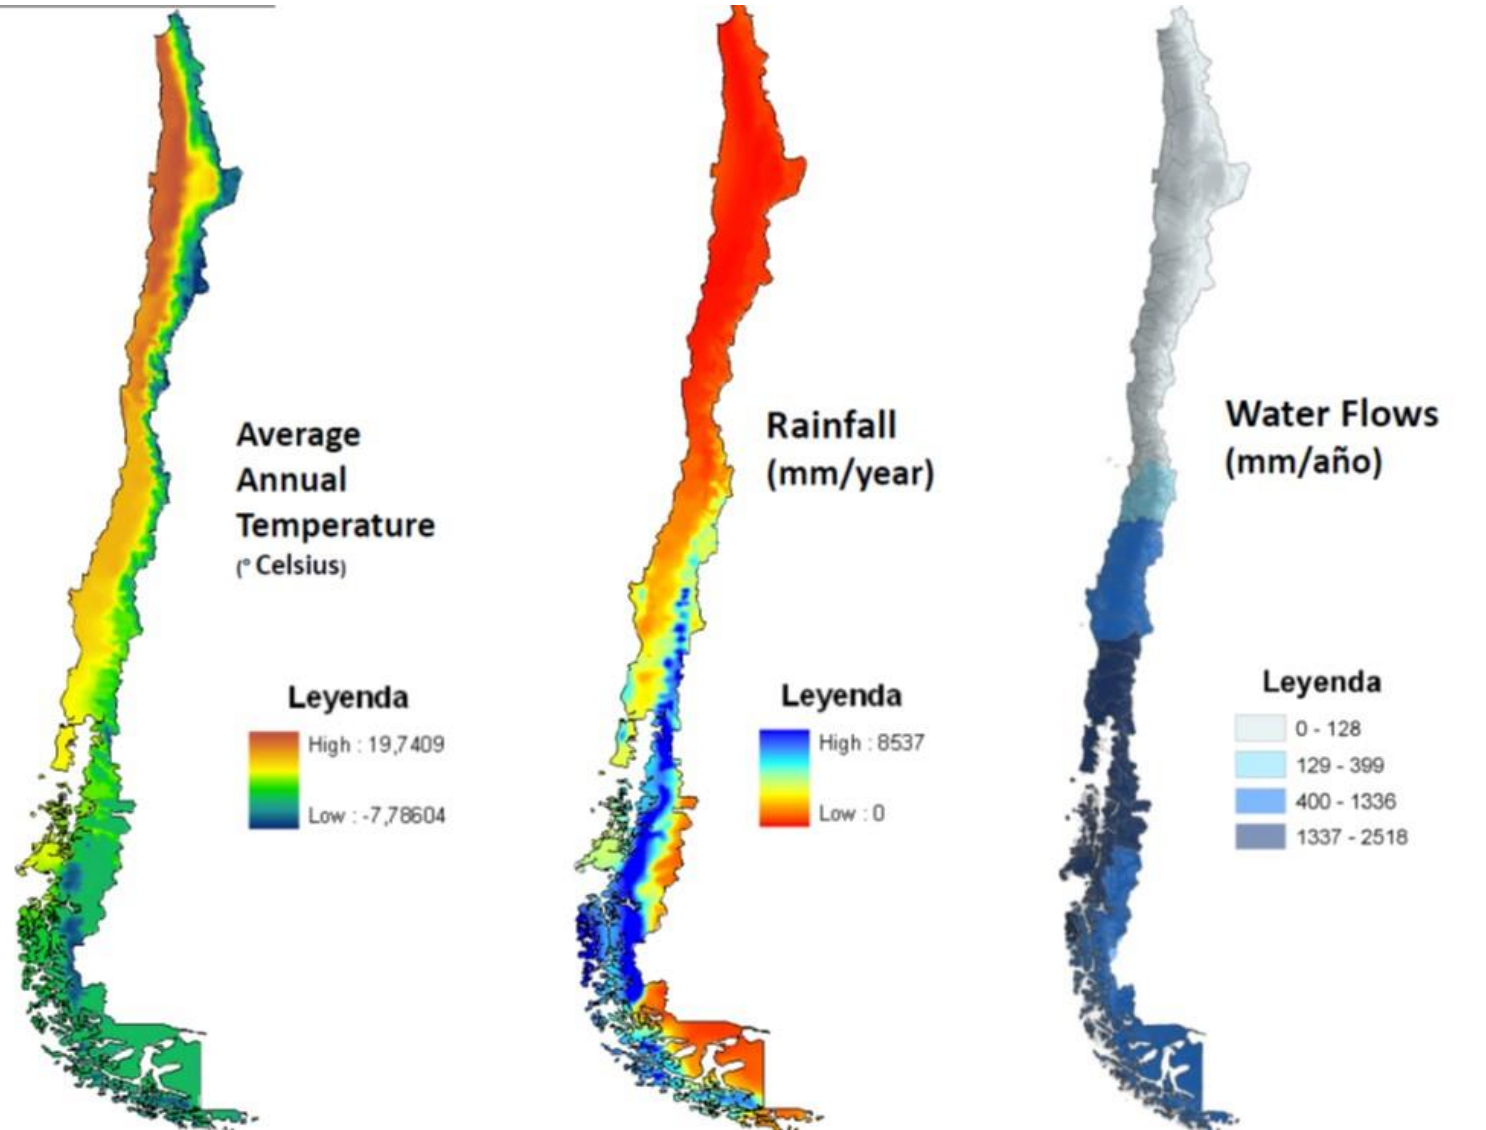 Average
Annual
Temperature
(° Celsius)
Leyenda
High : 19,7409
Low : -7,78604
Rainfall
(mm/year)
Leyenda
High : 8537
Low : 0
Water Flows
(mm/año)
Leyenda
0 - 128
129 - 399
400 - 1336
1337 - 2518